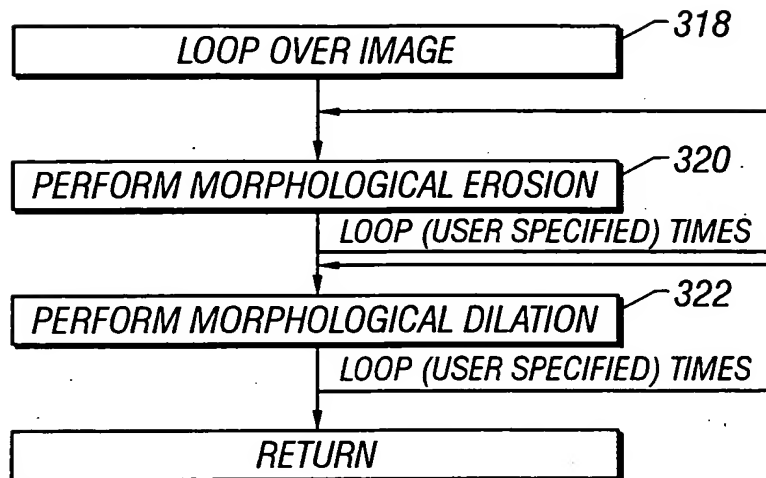 318
LOOP OVER IMAGE
320
PERFORM MORPHOLOGICAL EROSION
LOOP (USER SPECIFIED) TIMES
322
PERFORM MORPHOLOGICAL DILATION
LOOP (USER SPECIFIED) TIMES
RETURN